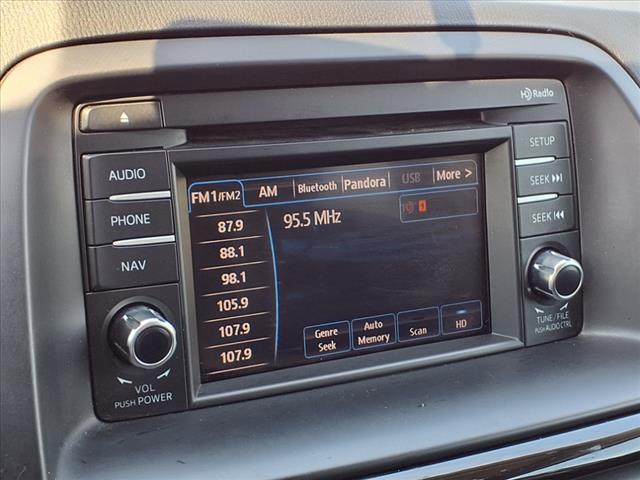 HD Radio
AUDIO
PHONE
NAV
VOL
PUSH POWER
FM1/FM2 AM Bluetooth Pandora USB More >
87.9
88.1
98.1
105.9
107.9
107.9
95.5 MHz
HD 1
Genre Seek
Auto Memory
Scan
HD
SETUP
SEEK
SEEK
TUNE/FILE
PUSH AUDIO CTRL